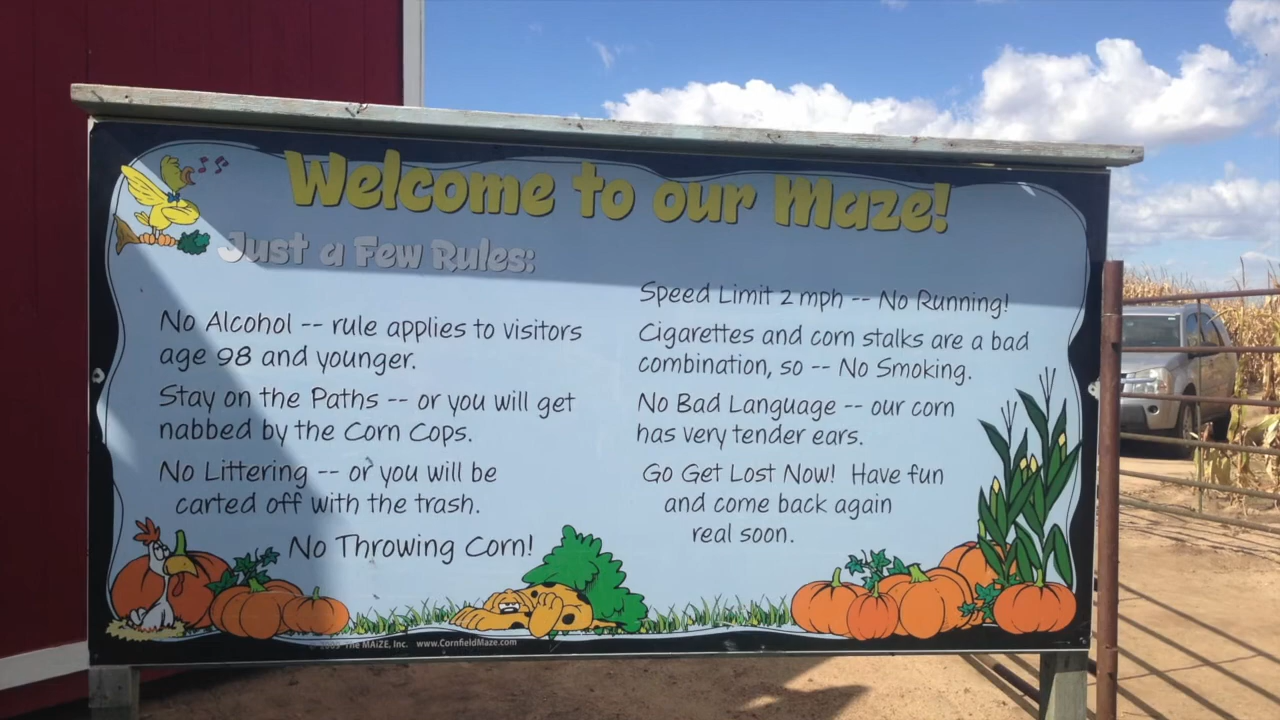 Welcome to our Maze!
Just a Few Rules:
No Alcohol -- rule applies to visitors
age 98 and younger.
Stay on the Paths -- or you will get
nabbed by the Corn Cops.
No Littering -- or you will be
carted off with the trash.
No Throwing Corn!
Speed Limit 2 mph -- No Running!
Cigarettes and corn stalks are a bad
combination, so -- No Smoking.
No Bad Language -- our corn
has very tender ears.
Go Get Lost Now! Have fun
and come back again
real soon.
The MAiZE, Inc. www.CornfieldMaze.com